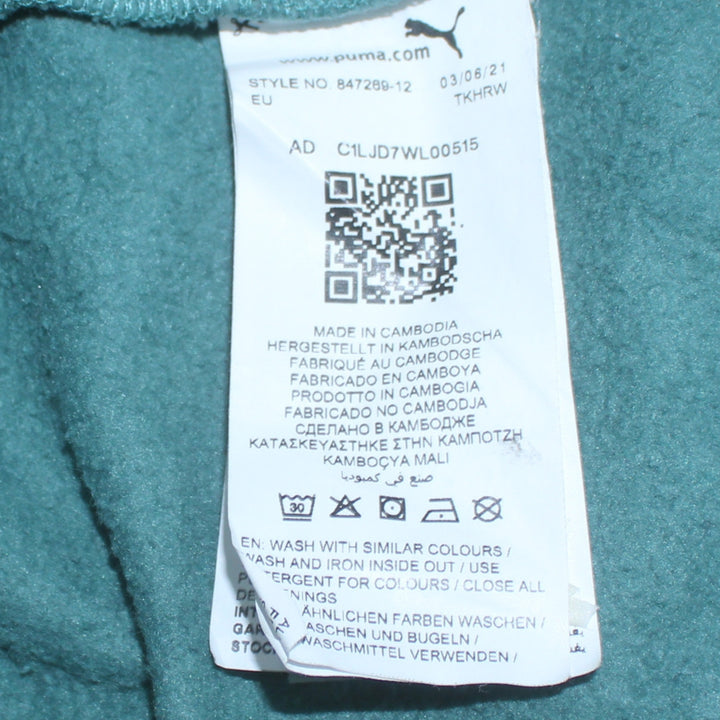 www.puma.com
STYLE NO. 847289-12 03/06/21
EU TKHRW
AD C1LJD7WL00515
MADE IN CAMBODIA
HERGESTELLT IN KAMBODSCHA
FABRIQUÉ AU CAMBODGE
FABRICADO EN CAMBOYA
PRODOTTO IN CAMBOGIA
FABRICADO NO CAMBODJA
СДЕЛАНО В КАМБОДЖЕ
ΚΑΤΑΣΚΕΥΑΣΤΗΚΕ ΣΤΗΝ ΚΑΜΠΟΤΖΗ
KAMBOÇYA MALI
صنع في كمبوديا
30
EN: WASH WITH SIMILAR COLOURS /
WASH AND IRON INSIDE OUT / USE
FOR COLOURS / CLOSE ALL
ÄHNLICHEN FARBEN WASCHEN /
UND BUGELN /
WASCHMITTEL VERWENDEN /